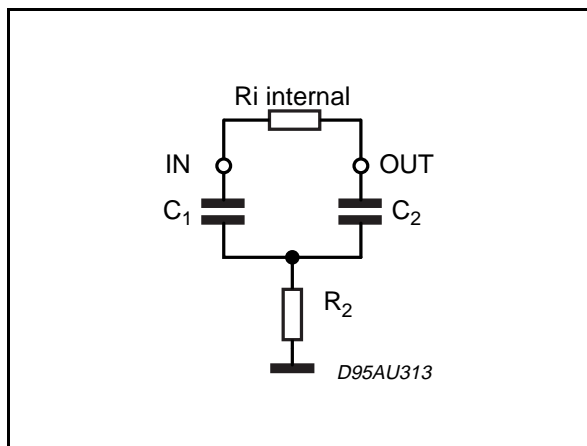 Ri internal
IN OUT
C₁ C₂
R₂
D95AU313